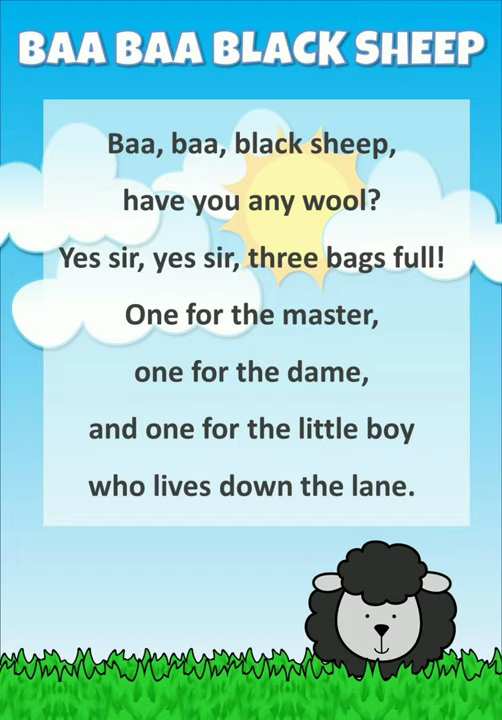 BAA BAA BLACK SHEEP
Baa, baa, black sheep,
have you any wool?
Yes sir, yes sir, three bags full!
One for the master,
one for the dame,
and one for the little boy
who lives down the lane.